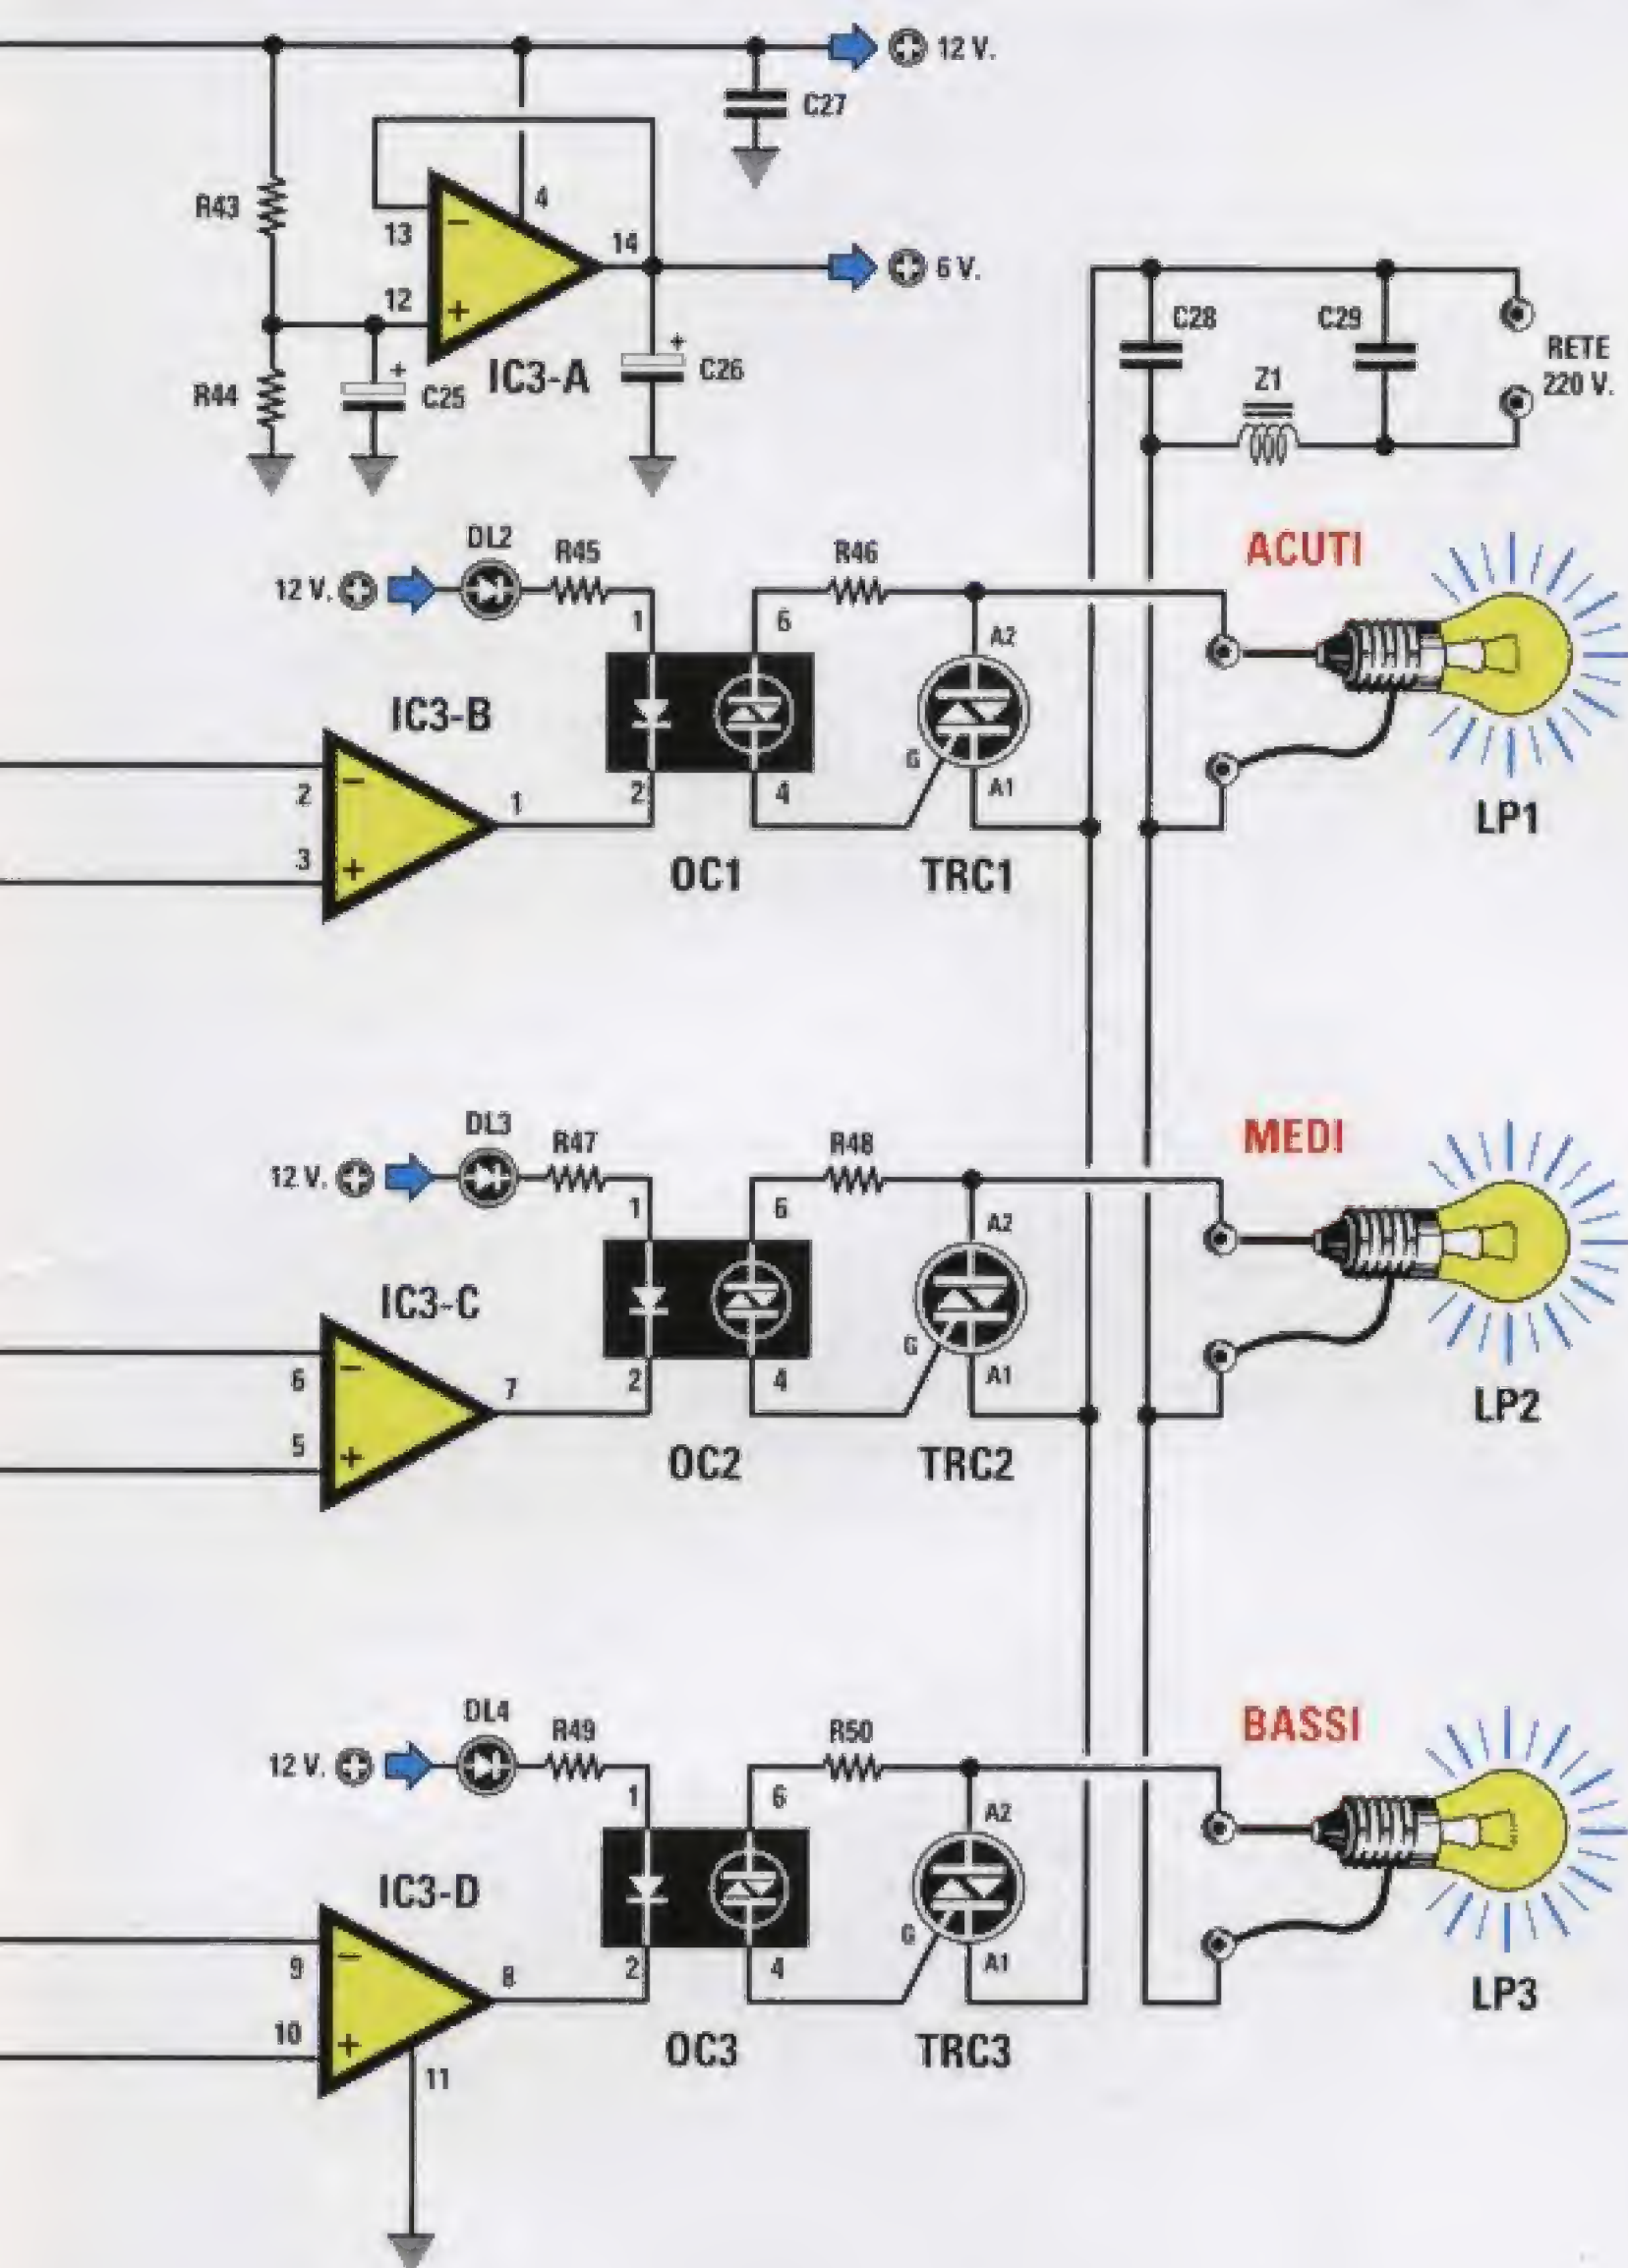 12 V.
C27
R43
4
13
14
6 V.
12
IC3-A
R44
C25
C26
C28
C29
RETE
220 V.
Z1
ACUTI
DL2
R45
R46
12 V.
1
6
A2
IC3-B
G
2
1
2
4
A1
3
OC1
TRC1
LP1
MEDI
DL3
R47
R48
12 V.
1
6
A2
IC3-C
G
6
7
2
4
A1
5
OC2
TRC2
LP2
BASSI
DL4
R49
R50
12 V.
1
6
A2
IC3-D
G
9
8
2
4
A1
10
OC3
TRC3
LP3
11